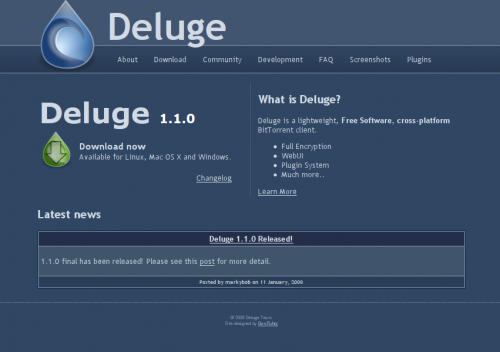 Deluge
About Download Community Development FAQ Screenshots Plugins
Deluge 1.1.0
Download now
Available for Linux, Mac OS X and Windows.
Changelog
What is Deluge?
Deluge is a lightweight, Free Software, cross-platform
BitTorrent client.
Full Encryption
WebUI
Plugin System
Much more..
Learn More
Latest news
Deluge 1.1.0 Released!
1.1.0 final has been released! Please see this post for more detail.
Posted by markybob on 11 January, 2009
Deluge Team
Site designed by